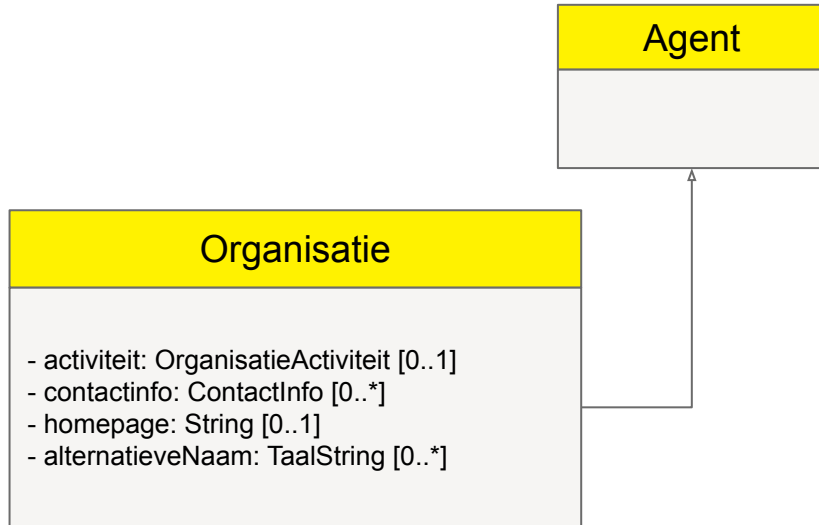 Agent
Organisatie
- activiteit: OrganisatieActiviteit [0..1]
- contactinfo: ContactInfo [0..*]
- homepage: String [0..1]
- alternatieveNaam: TaalString [0..*]